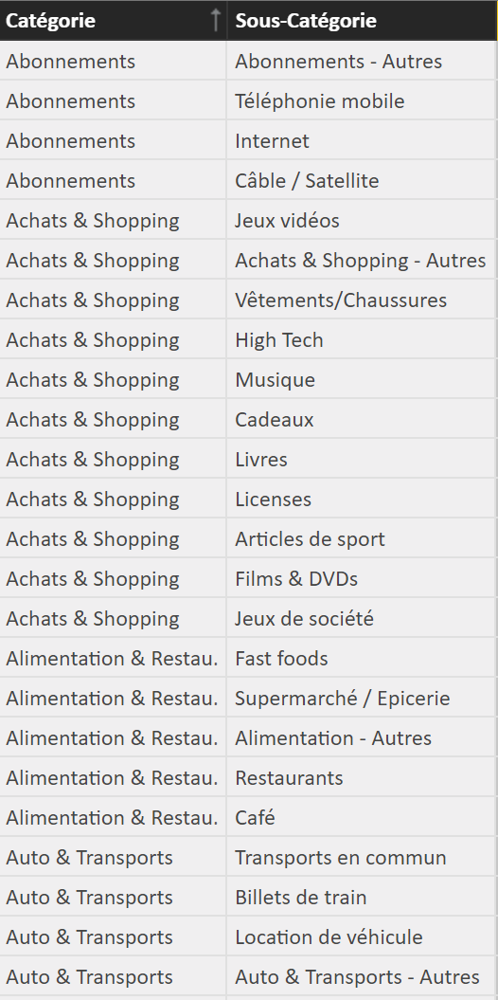 Catégorie ↑ Sous-Catégorie
Abonnements Abonnements - Autres
Abonnements Téléphonie mobile
Abonnements Internet
Abonnements Câble / Satellite
Achats & Shopping Jeux vidéos
Achats & Shopping Achats & Shopping - Autres
Achats & Shopping Vêtements/Chaussures
Achats & Shopping High Tech
Achats & Shopping Musique
Achats & Shopping Cadeaux
Achats & Shopping Livres
Achats & Shopping Licenses
Achats & Shopping Articles de sport
Achats & Shopping Films & DVDs
Achats & Shopping Jeux de société
Alimentation & Restau. Fast foods
Alimentation & Restau. Supermarché / Epicerie
Alimentation & Restau. Alimentation - Autres
Alimentation & Restau. Restaurants
Alimentation & Restau. Café
Auto & Transports Transports en commun
Auto & Transports Billets de train
Auto & Transports Location de véhicule
Auto & Transports Auto & Transports - Autres